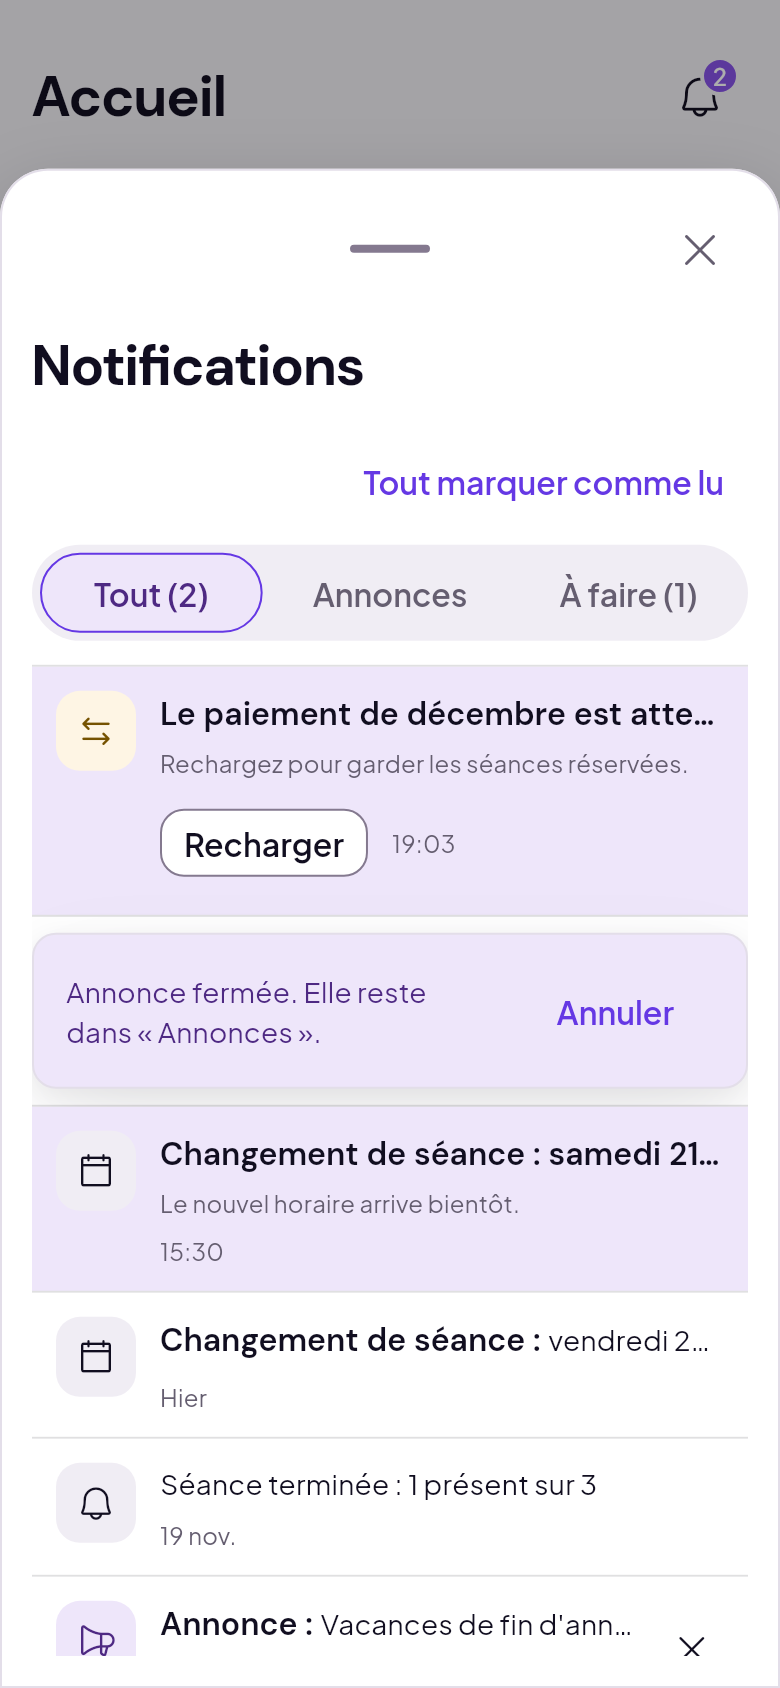 Accueil
2
Notifications
Tout marquer comme lu
Tout (2)
Annonces
À faire (1)
Le paiement de décembre est atte...
Rechargez pour garder les séances réservées.
Recharger
19:03
Annonce fermée. Elle reste
dans « Annonces ».
Annuler
Changement de séance : samedi 21...
Le nouvel horaire arrive bientôt.
15:30
Changement de séance : vendredi 2...
Hier
Séance terminée : 1 présent sur 3
19 nov.
Annonce : Vacances de fin d'ann...